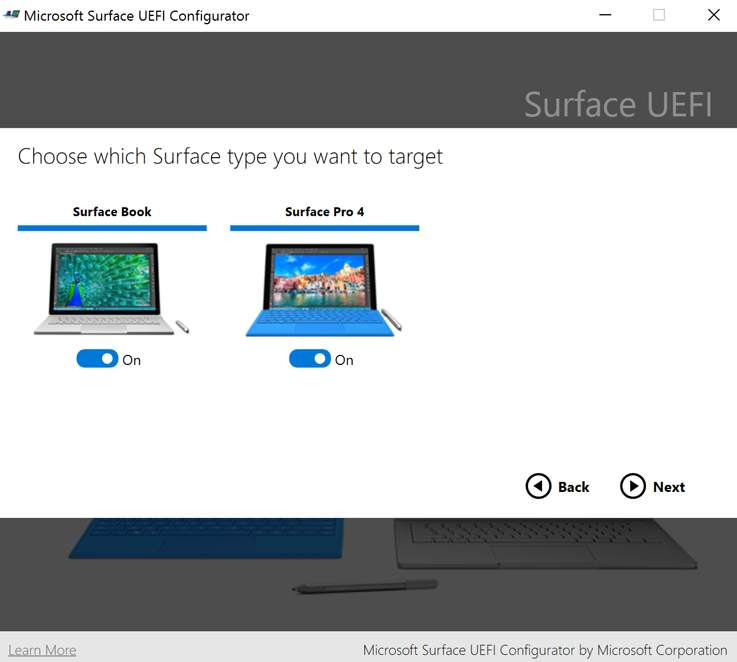 Microsoft Surface UEFI Configurator
Surface UEFI
Choose which Surface type you want to target
Surface Book
Surface Pro 4
On
On
Back
Next
Learn More
Microsoft Surface UEFI Configurator by Microsoft Corporation